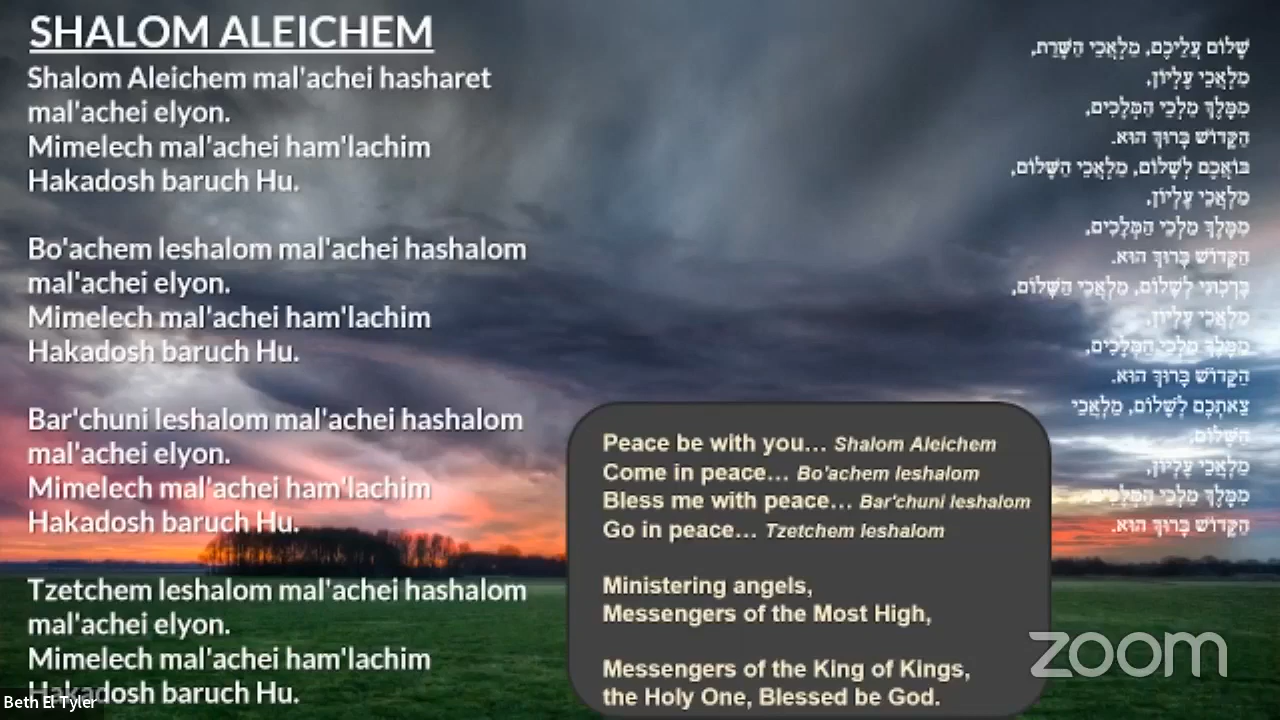 SHALOM ALEICHEM
Shalom Aleichem mal'achei hasharet
mal'achei elyon.
Mimelech mal'achei ham'lachim
Hakadosh baruch Hu.
Bo'achem leshalom mal'achei hashalom
mal'achei elyon.
Mimelech mal'achei ham'lachim
Hakadosh baruch Hu.
Bar'chuni leshalom mal'achei hashalom
mal'achei elyon.
Mimelech mal'achei ham'lachim
Hakadosh baruch Hu.
Tzetchem leshalom mal'achei hashalom
mal'achei elyon.
Mimelech mal'achei ham'lachim
Hakadosh baruch Hu.
שָׁלוֹם עֲלֵיכֶם, מַלְאֲכֵי הַשָּׁרֵת,
מַלְאֲכֵי עֶלְיוֹן,
מִמֶּלֶךְ מַלְכֵי הַמְּלָכִים,
הַקָּדוֹשׁ בָּרוּךְ הוּא.
בּוֹאֲכֶם לְשָׁלוֹם, מַלְאֲכֵי הַשָּׁלוֹם,
מַלְאֲכֵי עֶלְיוֹן,
מִמֶּלֶךְ מַלְכֵי הַמְּלָכִים,
הַקָּדוֹשׁ בָּרוּךְ הוּא.
בָּרְכוּנִי לְשָׁלוֹם, מַלְאֲכֵי הַשָּׁלוֹם,
מַלְאֲכֵי עֶלְיוֹן,
מִמֶּלֶךְ מַלְכֵי הַמְּלָכִים,
הַקָּדוֹשׁ בָּרוּךְ הוּא.
צֵאתְכֶם לְשָׁלוֹם, מַלְאֲכֵי
הַשָּׁלוֹם,
מַלְאֲכֵי עֶלְיוֹן,
מִמֶּלֶךְ מַלְכֵי הַמְּלָכִים,
הַקָּדוֹשׁ בָּרוּךְ הוּא.
Peace be with you... Shalom Aleichem
Come in peace... Bo'achem leshalom
Bless me with peace... Bar'chuni leshalom
Go in peace... Tzetchem leshalom
Ministering angels,
Messengers of the Most High,
Messengers of the King of Kings,
the Holy One, Blessed be God.
zoom
Beth El Tyler